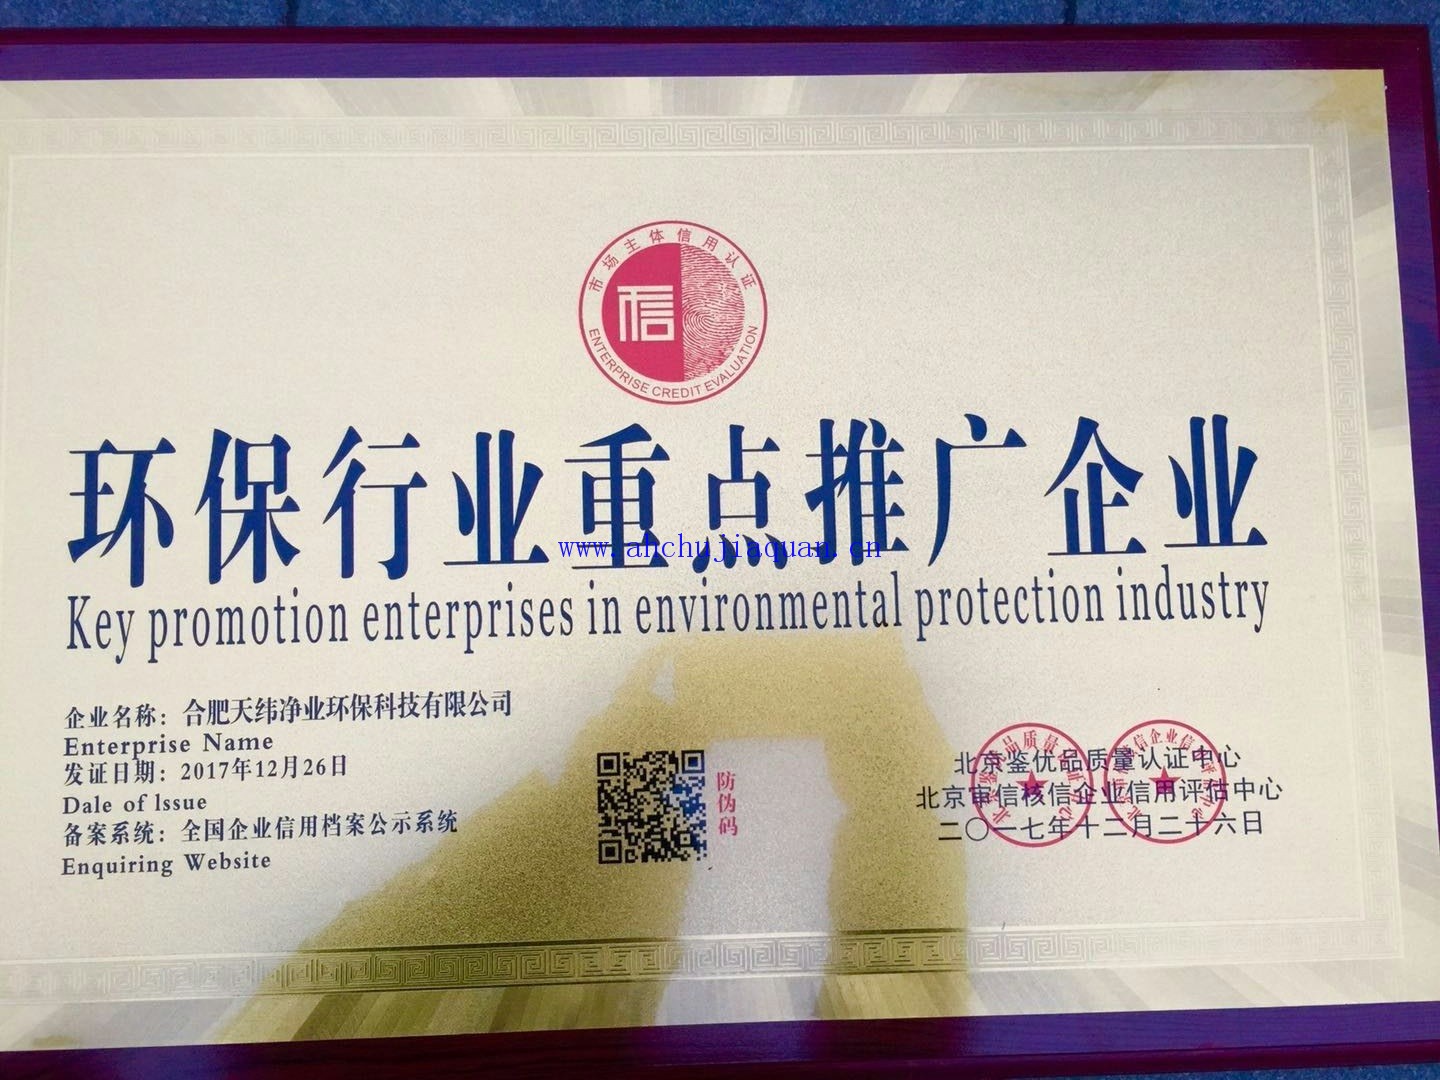 市场主体信用认证
信
ENTERPRISE CREDIT EVALUATION
环保行业重点推广企业
www.ahchujiaquan.cn
Key promotion enterprises in environmental protection industry
企业名称：合肥天纬净业环保科技有限公司
Enterprise Name
发证日期：2017年12月26日
Dale of lssue
备案系统：全国企业信用档案公示系统
Enquiring Website
防伪码
北京鉴优品质量认证中心
北京审信核信企业信用评估中心
二〇一七年十二月二十六日